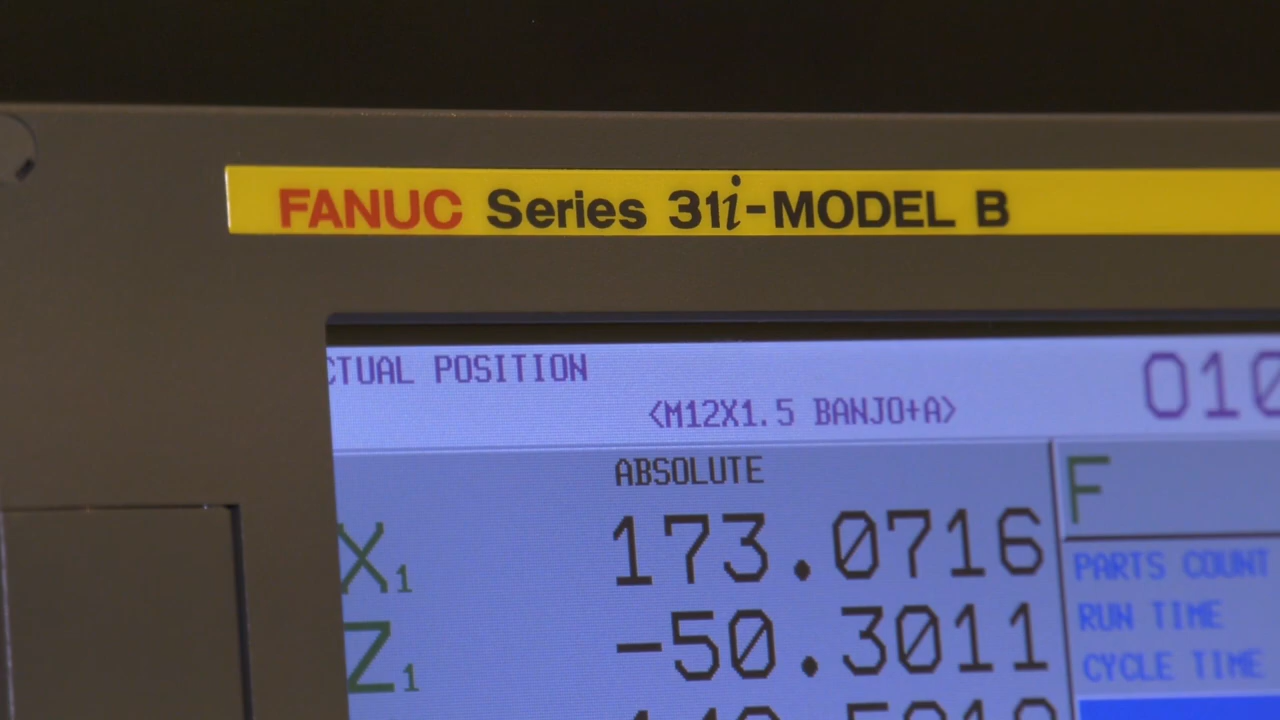 FANUC Series 31i-MODEL B
CTUAL POSITION
<M12X1.5 BANJO+A>
O10
ABSOLUTE
F
X1 173.0716
Z1 -50.3011
PARTS COUNT
RUN TIME
CYCLE TIME